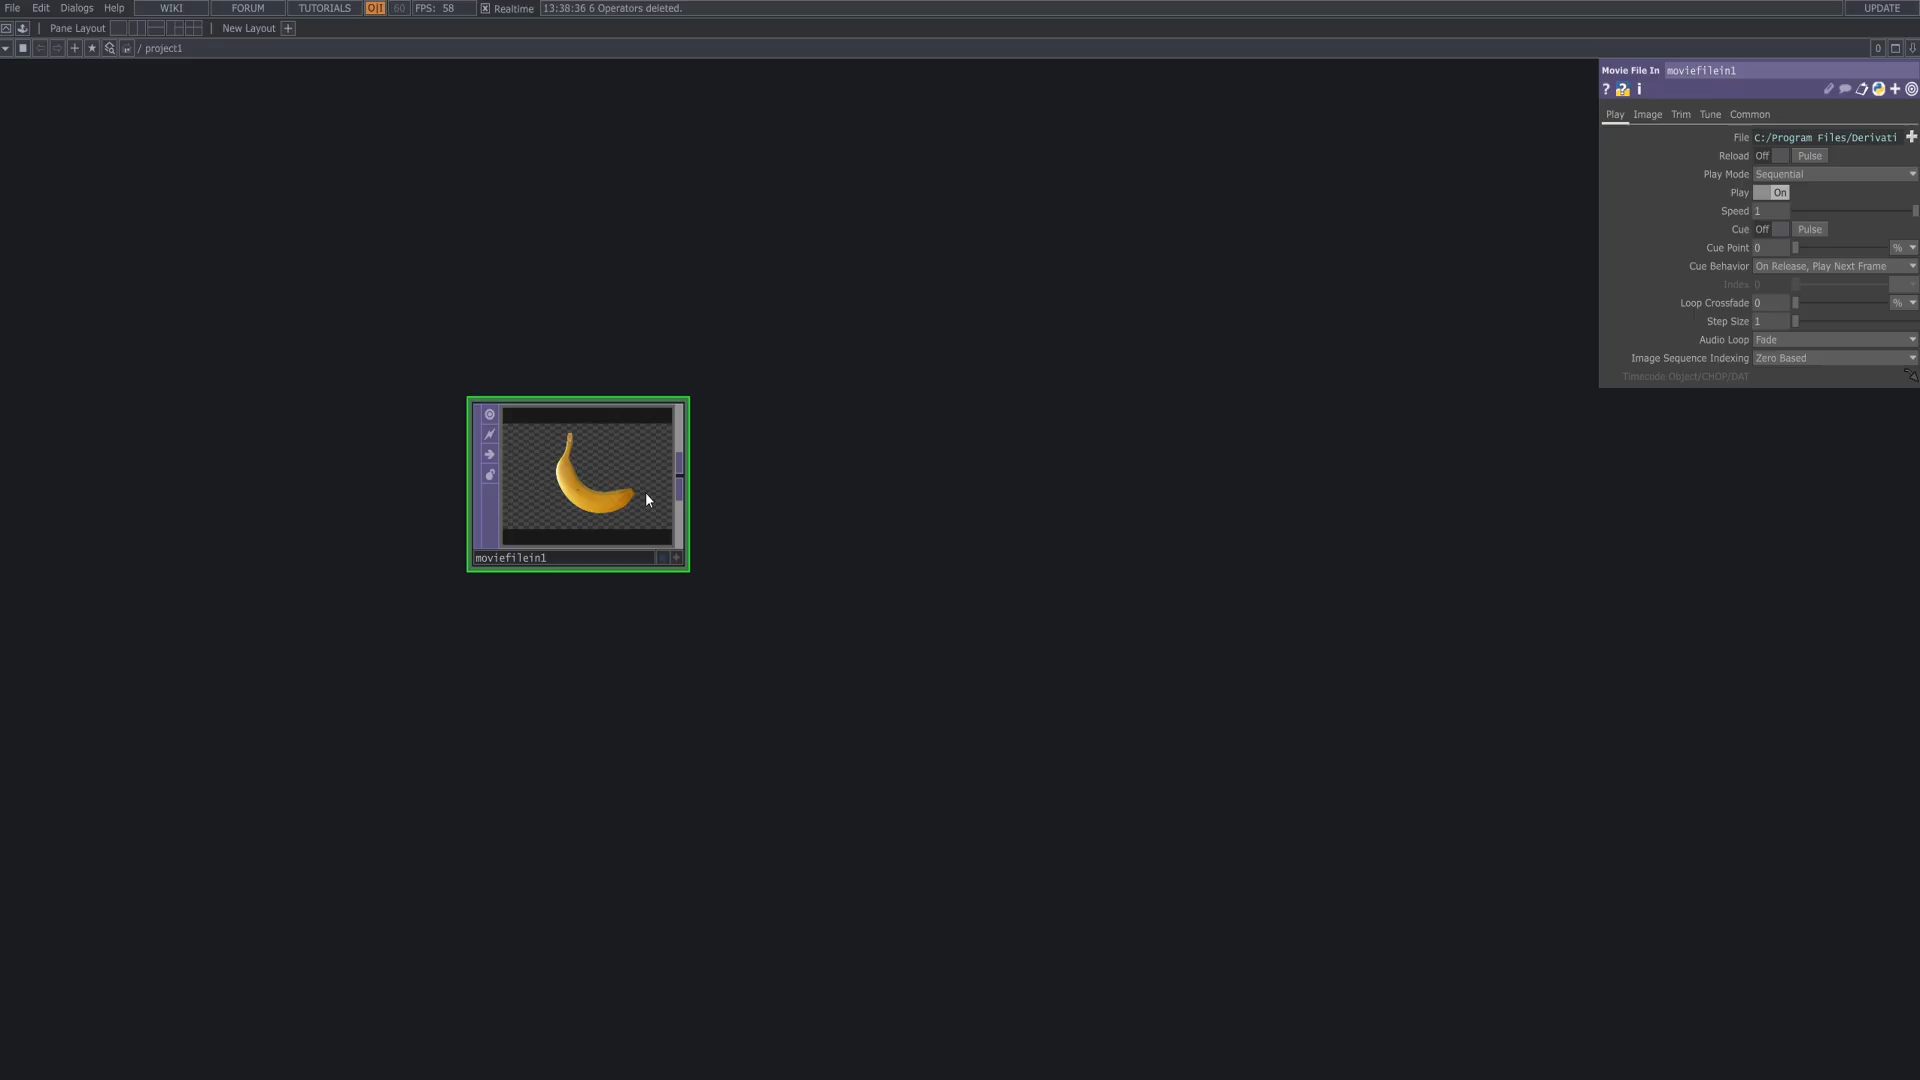 File Edit Dialogs Help WIKI FORUM TUTORIALS O|I 60 FPS: 58 Realtime 13:38:36 6 Operators deleted. UPDATE
Pane Layout New Layout +
/ project1 0
Movie File In moviefilein1
Play Image Trim Tune Common
File C:/Program Files/Derivati
Reload Off Pulse
Play Mode Sequential
Play On
Speed 1
Cue Off Pulse
Cue Point 0 %
Cue Behavior On Release, Play Next Frame
Index 0
Loop Crossfade 0 %
Step Size 1
Audio Loop Fade
Image Sequence Indexing Zero Based
Timecode Object/CHOP/DAT
moviefilein1